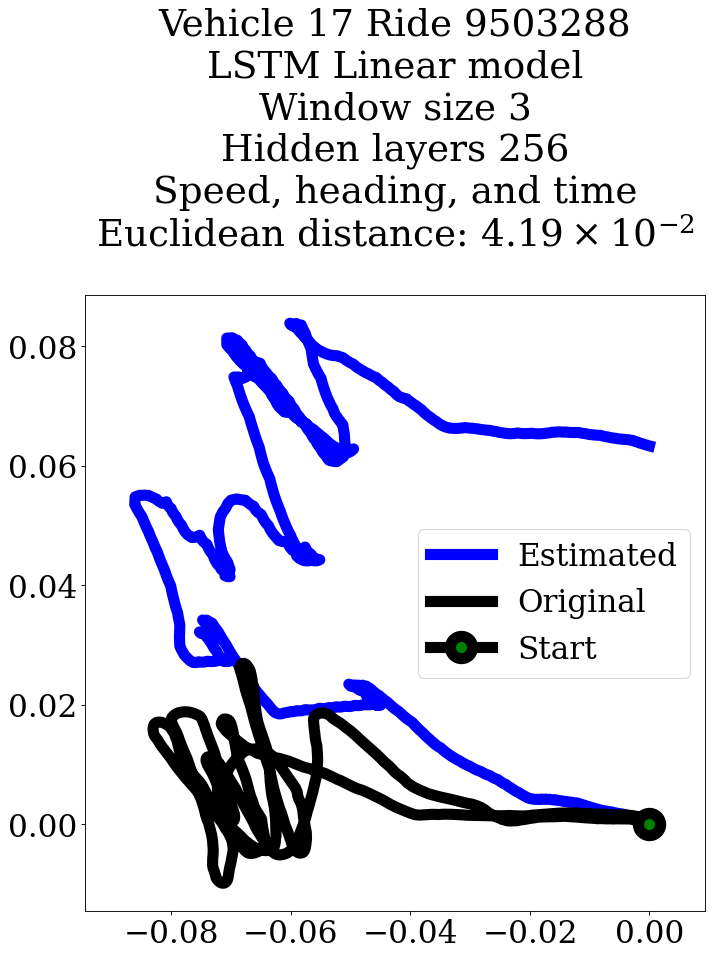 Vehicle 17 Ride 9503288
LSTM Linear model
Window size 3
Hidden layers 256
Speed, heading, and time
Euclidean distance: 4.19 × 10⁻²
0.08
0.06
0.04
0.02
0.00
Estimated
Original
Start
−0.08 −0.06 −0.04 −0.02 0.00